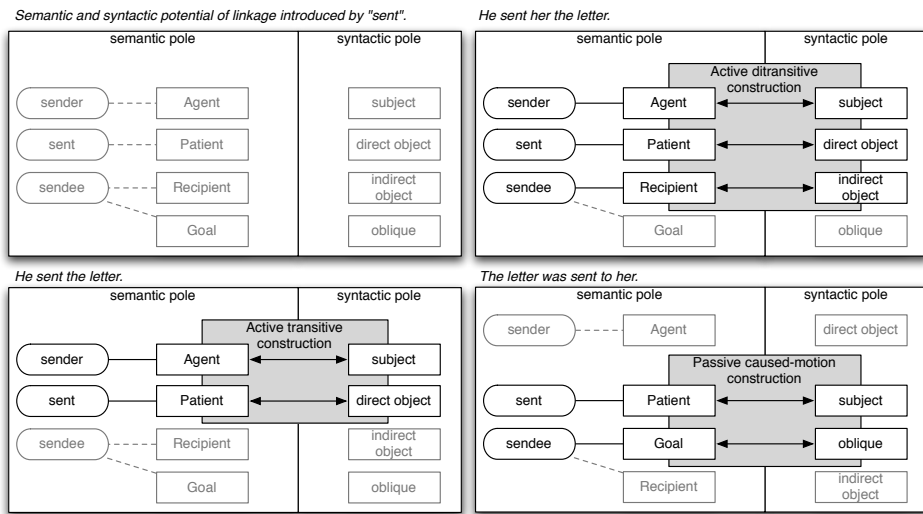 Semantic and syntactic potential of linkage introduced by "sent".
semantic pole
syntactic pole
sender
Agent
subject
sent
Patient
direct object
sendee
Recipient
indirect
object
Goal
oblique
He sent her the letter.
semantic pole
syntactic pole
Active ditransitive
construction
sender
Agent
subject
sent
Patient
direct object
sendee
Recipient
indirect
object
Goal
oblique
He sent the letter.
semantic pole
syntactic pole
Active transitive
construction
sender
Agent
subject
sent
Patient
direct object
sendee
Recipient
indirect
object
Goal
oblique
The letter was sent to her.
semantic pole
syntactic pole
sender
Agent
direct object
Passive caused-motion
construction
sent
Patient
subject
sendee
Goal
oblique
Recipient
indirect
object